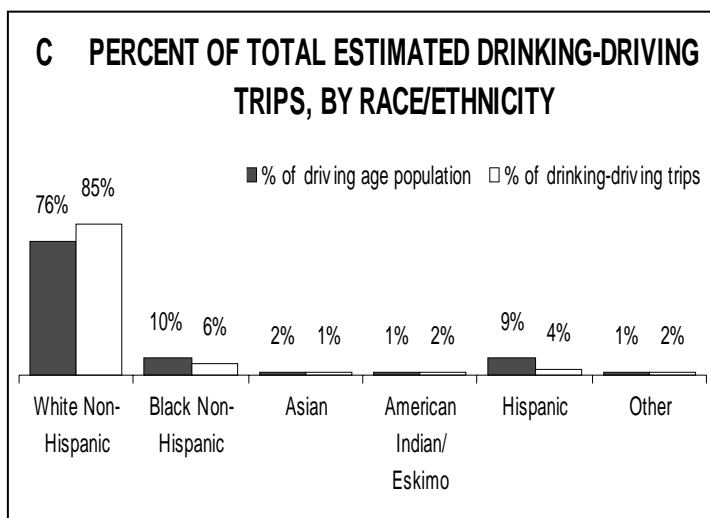 C PERCENT OF TOTAL ESTIMATED DRINKING-DRIVING
TRIPS, BY RACE/ETHNICITY
% of driving age population % of drinking-driving trips
76% 85%
10% 6%
2% 1%
1% 2%
9% 4%
1% 2%
White Non-
Hispanic
Black Non-
Hispanic
Asian
American
Indian/
Eskimo
Hispanic
Other